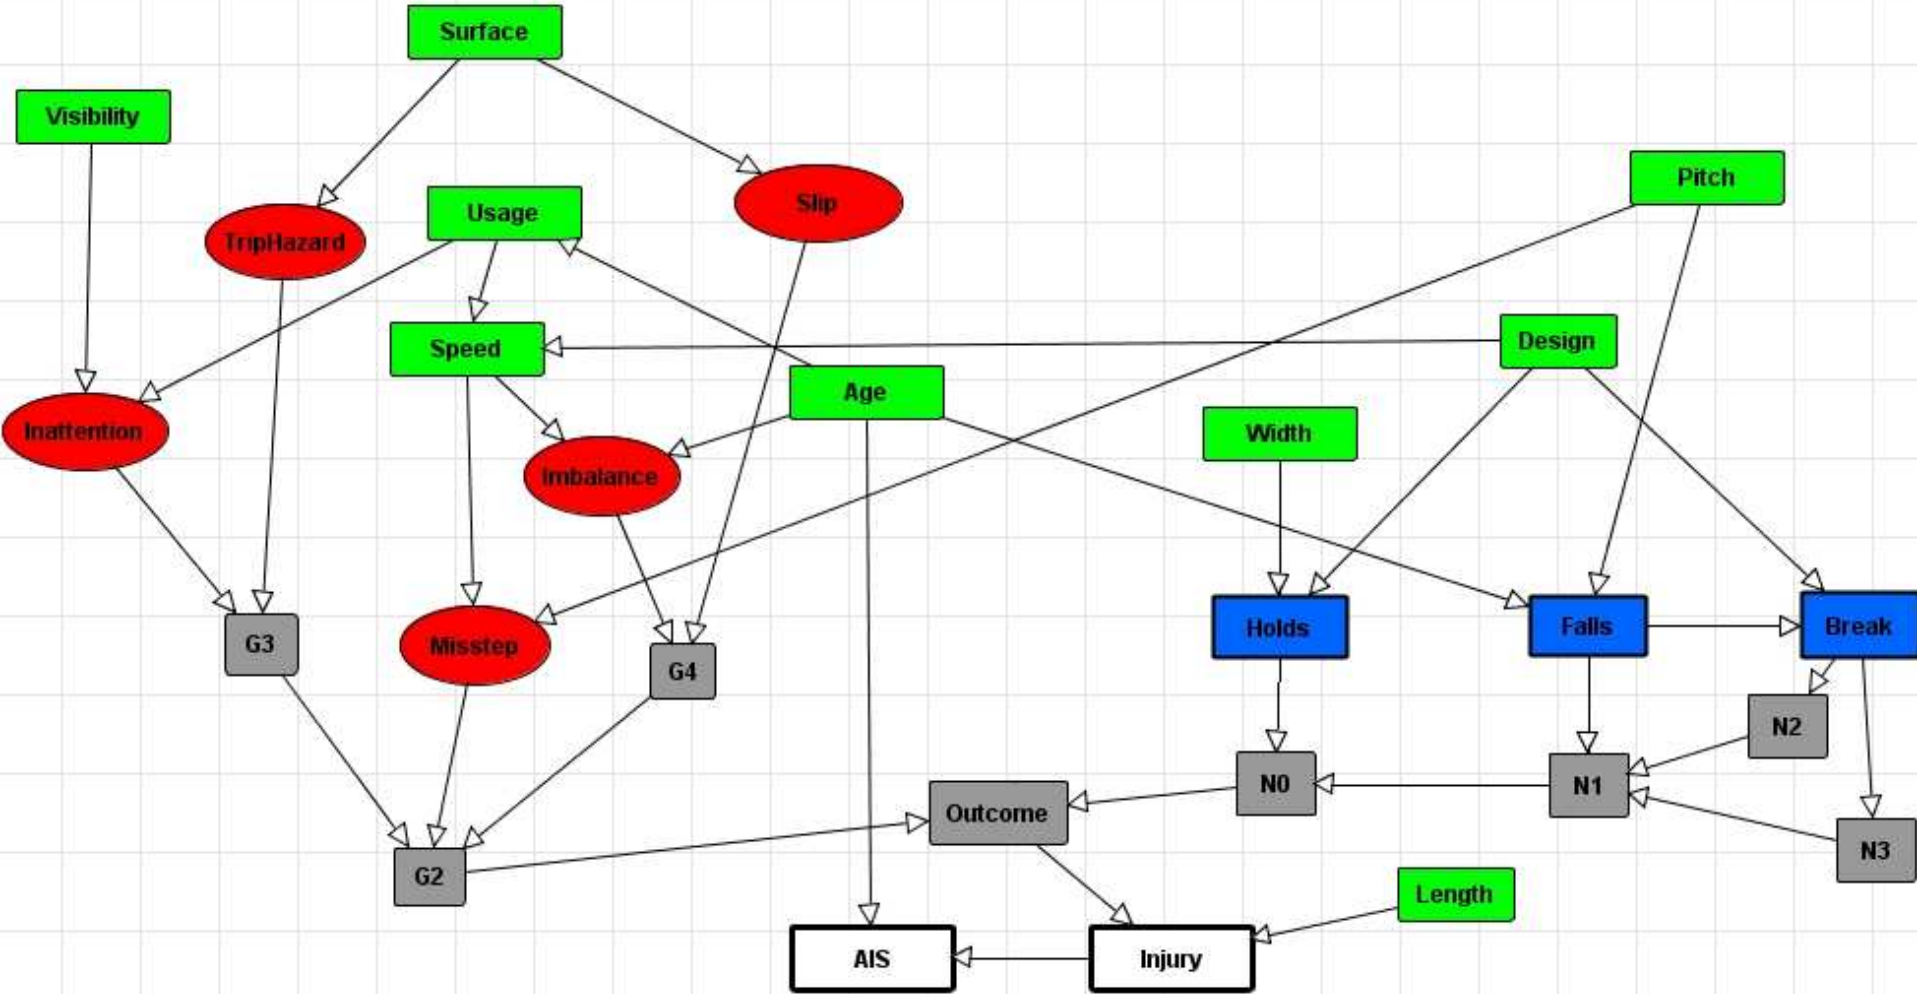 Surface
Visibility
Pitch
Slip
Usage
TripHazard
Design
Speed
Age
Inattention
Width
Imbalance
Holds
Falls
Break
G3
Misstep
G4
N2
N0
N1
Outcome
N3
G2
Length
AIS
Injury